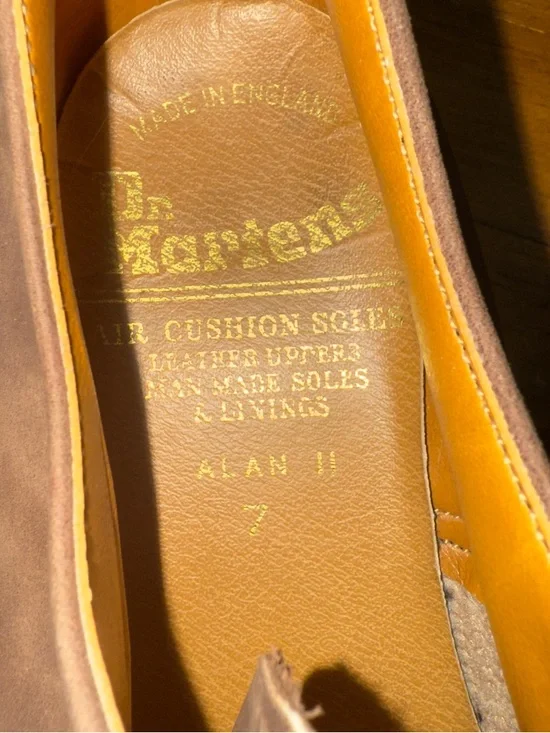 MADE IN ENGLAND
Dr.
Martens
AIR CUSHION SOLES
LEATHER UPPERS
MAN MADE SOLES
& LININGS
ALAN II
7